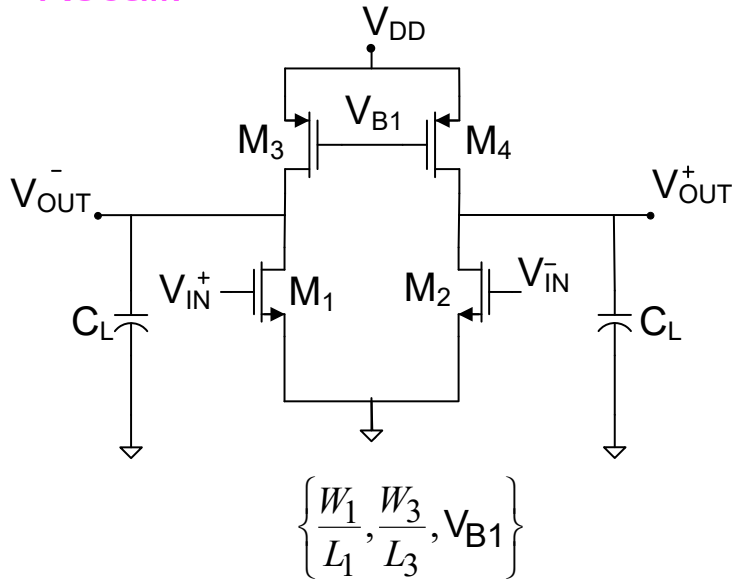 V_DD
V_B1
M_3 M_4
V_OUT^- V_OUT^+
V_IN^+ M_1 M_2 V_IN^-
C_L C_L
{W_1/L_1, W_3/L_3, V_B1}